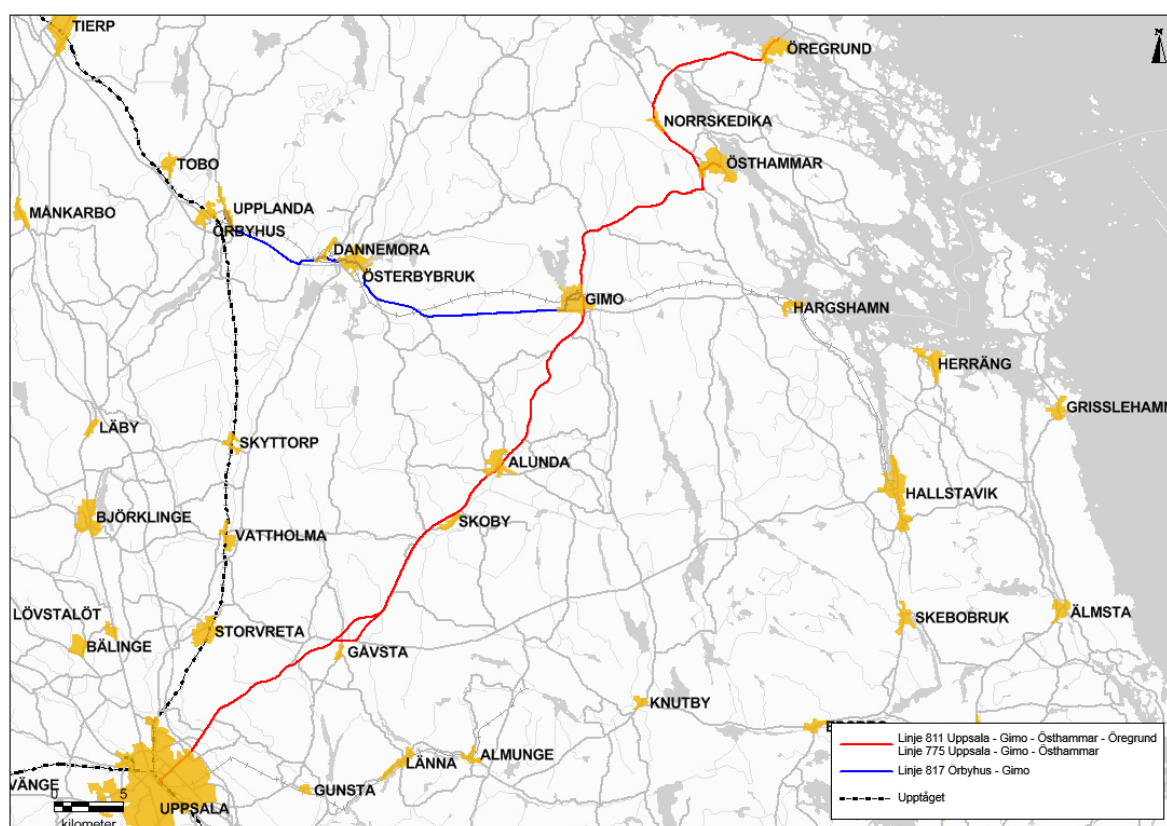 TIERP
ÖREGRUND
N
NORRSKEDIKA
TOBO
ÖSTHAMMAR
MÅNKARBO
UPPLANDA
ÖRBYHUS
DANNEMORA
ÖSTERBYBRUK
GIMO
HARGSHAMN
HERRÄNG
GRISSLEHAMN
LÄBY
SKYTTORP
ALUNDA
HALLSTAVIK
BJÖRKLINGE
SKOBY
VATTHOLMA
LÖVSTALÖT
STORVRETA
SKEBOBRUK
ÄLMSTA
BÄLINGE
GÅVSTA
KNUTBY
Linje 811 Uppsala - Gimo - Östhammar - Öregrund
Linje 775 Uppsala - Gimo - Östhammar
Linje 817 Örbyhus - Gimo
Upptåget
ALMUNGE
LÄNNA
VÄNGE
GUNSTA
UPPSALA
0 5
kilometer